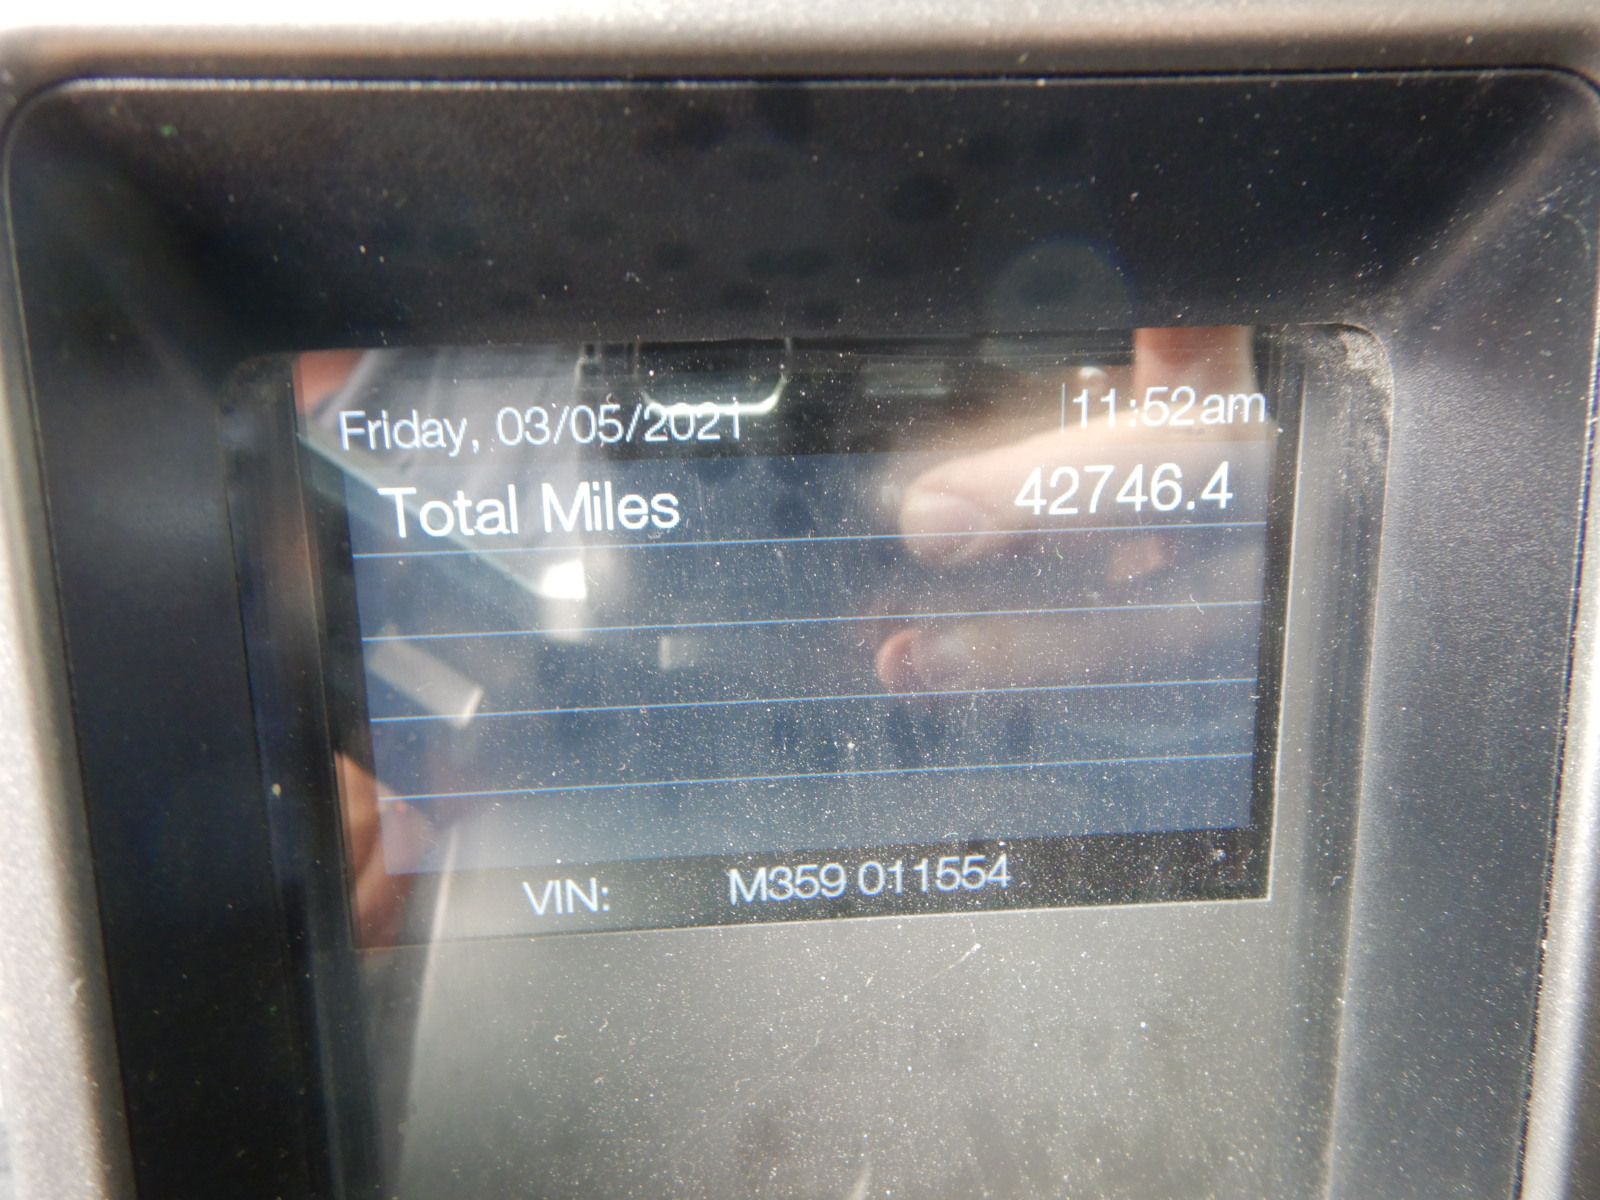 Friday, 03/05/2021 11:52am
Total Miles 42746.4
VIN: M359 011554